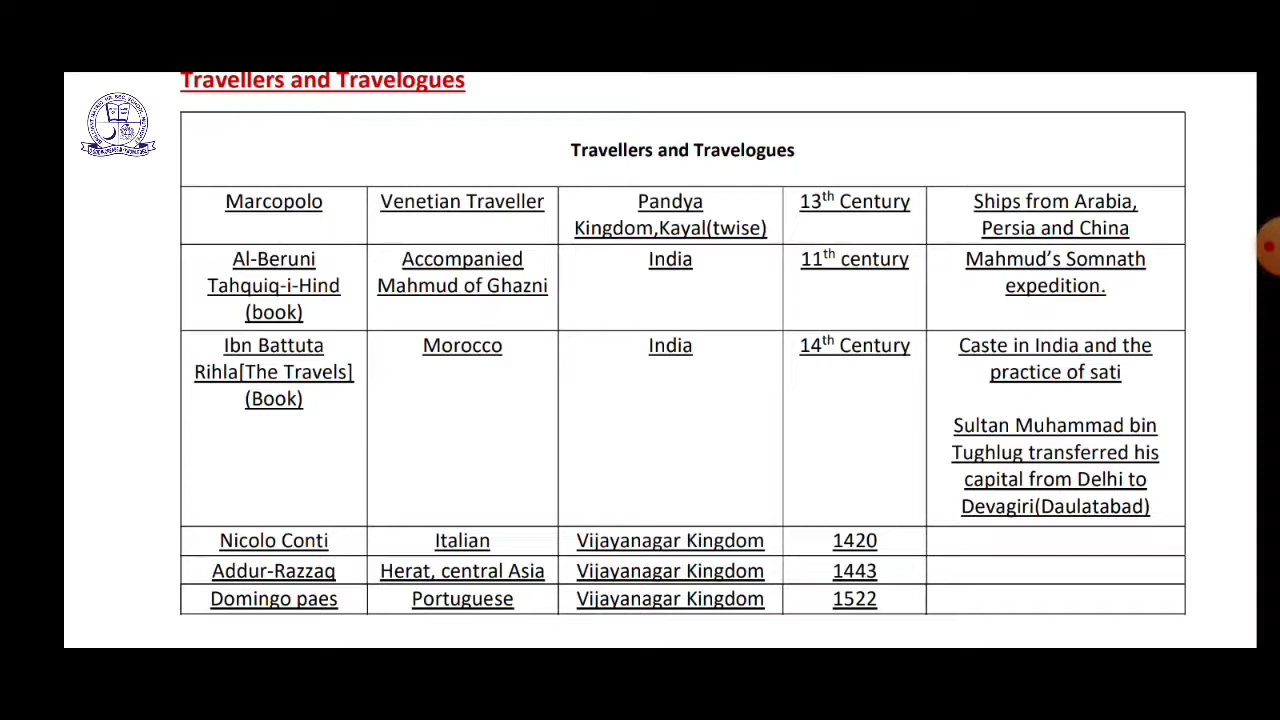 Travellers and Travelogues
Travellers and Travelogues
Marcopolo
Venetian Traveller
Pandya
Kingdom,Kayal(twise)
13th Century
Ships from Arabia,
Persia and China
Al-Beruni
Tahquiq-i-Hind
(book)
Accompanied
Mahmud of Ghazni
India
11th century
Mahmud’s Somnath
expedition.
Ibn Battuta
Rihla[The Travels]
(Book)
Morocco
India
14th Century
Caste in India and the
practice of sati
Sultan Muhammad bin
Tughlug transferred his
capital from Delhi to
Devagiri(Daulatabad)
Nicolo Conti
Italian
Vijayanagar Kingdom
1420
Addur-Razzaq
Herat, central Asia
Vijayanagar Kingdom
1443
Domingo paes
Portuguese
Vijayanagar Kingdom
1522